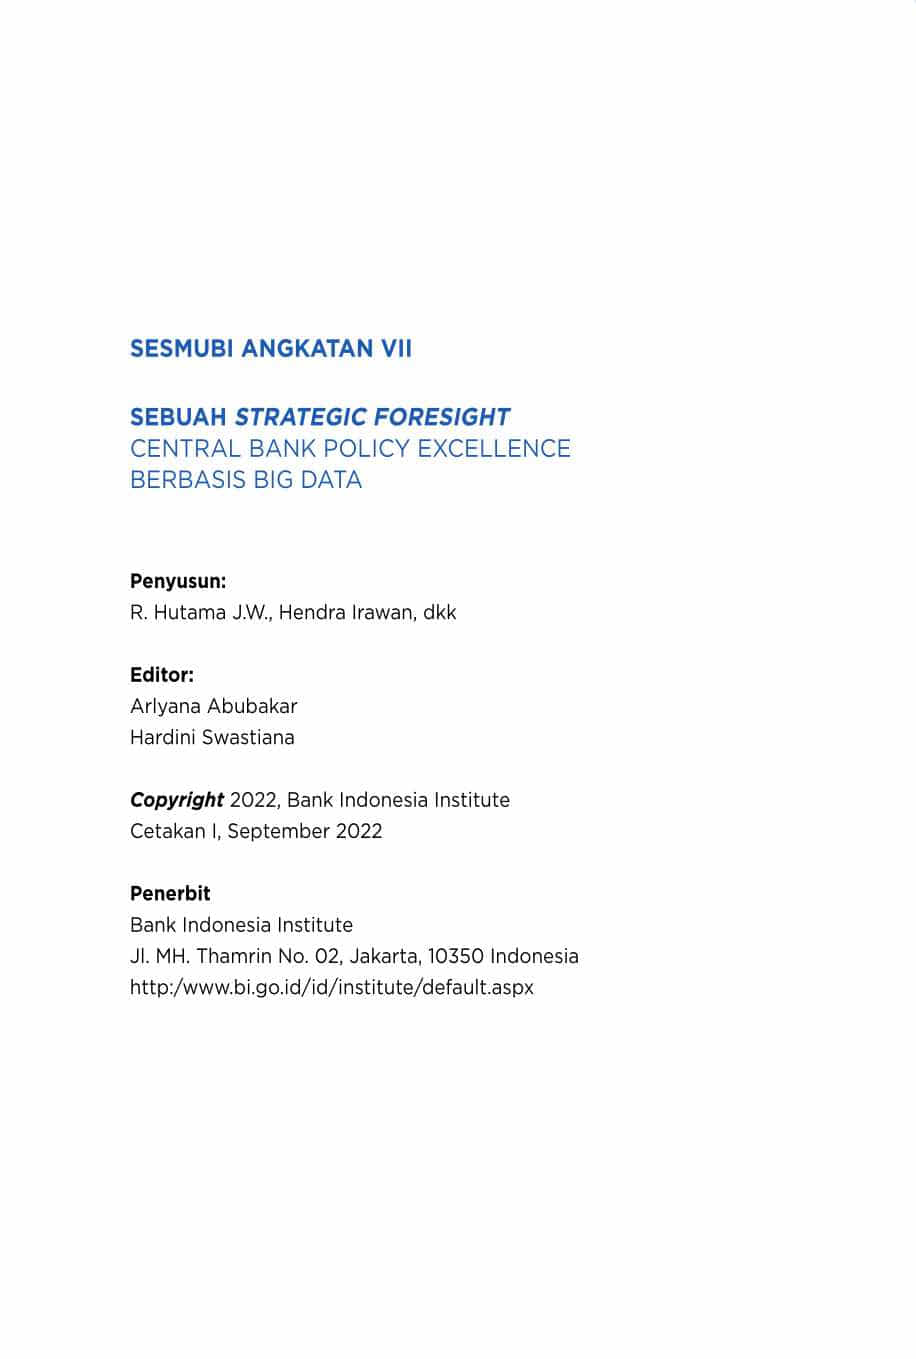 SESMUBI ANGKATAN VII
SEBUAH STRATEGIC FORESIGHT
CENTRAL BANK POLICY EXCELLENCE
BERBASIS BIG DATA
Penyusun:
R. Hutama J.W., Hendra Irawan, dkk
Editor:
Arlyana Abubakar
Hardini Swastiana
Copyright 2022, Bank Indonesia Institute
Cetakan I, September 2022
Penerbit
Bank Indonesia Institute
Jl. MH. Thamrin No. 02, Jakarta, 10350 Indonesia
http:/www.bi.go.id/id/institute/default.aspx